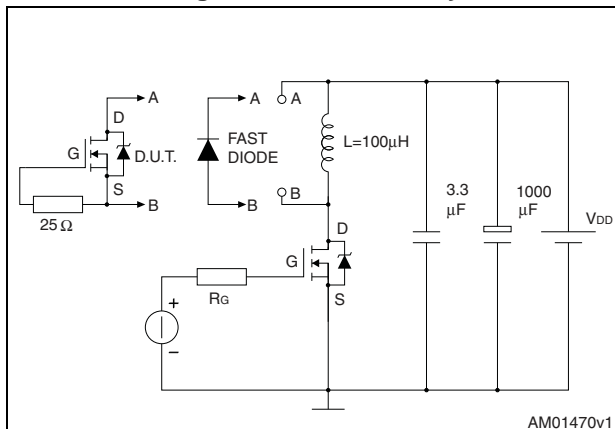 A
A
A
D
G
D.U.T.
FAST
DIODE
L=100μH
S
B
B
B
25 Ω
3.3
μF
1000
μF
VDD
D
G
RG
S
+
−
AM01470v1